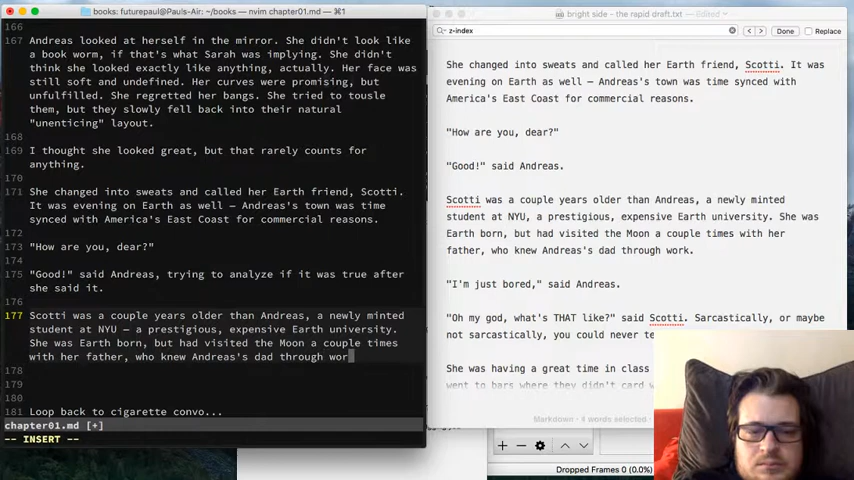 books: futurepaul@Pauls-Air: ~/books — nvim chapter01.md — ⌘1
166
167 Andreas looked at herself in the mirror. She didn't look like
a book worm, if that's what Sarah was implying. She didn't
think she looked exactly like anything, actually. Her face was
still soft and undefined. Her curves were promising, but
unfulfilled. She regretted her bangs. She tried to tousle
them, but they slowly fell back into their natural
"unenticing" layout.
168
169 I thought she looked great, but that rarely counts for
anything.
170
171 She changed into sweats and called her Earth friend, Scotti.
It was evening on Earth as well — Andreas's town was time
synced with America's East Coast for commercial reasons.
172
173 "How are you, dear?"
174
175 "Good!" said Andreas, trying to analyze if it was true after
she said it.
176
177 Scotti was a couple years older than Andreas, a newly minted
student at NYU — a prestigious, expensive Earth university.
She was Earth born, but had visited the Moon a couple times
with her father, who knew Andreas's dad through wor
178
179
181 Loop back to cigarette convo...
chapter01.md [+]
-- INSERT --
bright side - the rapid draft.txt — Edited
z-index
Done
Replace
She changed into sweats and called her Earth friend, Scotti. It was
evening on Earth as well — Andreas's town was time synced with
America's East Coast for commercial reasons.
"How are you, dear?"
"Good!" said Andreas.
Scotti was a couple years older than Andreas, a newly minted
student at NYU, a prestigious, expensive Earth university. She was
Earth born, but had visited the Moon a couple times with her
father, who knew Andreas's dad through work.
"I'm just bored," said Andreas.
"Oh my god, what's THAT like?" said Scotti. Sarcastically, or maybe
not sarcastically, you could never te
She was having a great time in class
went to bars where they didn't card
Markdown 4 words selected
Dropped Frames 0 (0.0%)